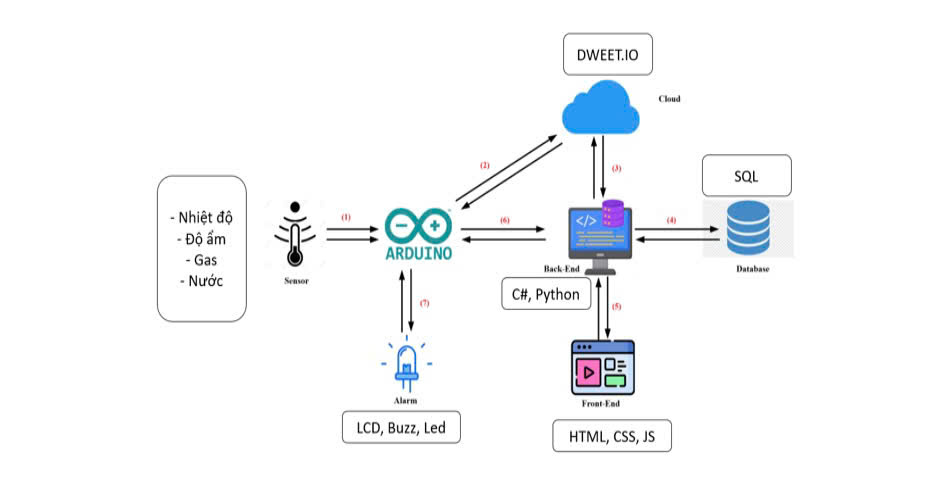 DWEET.IO
Cloud
(2)
(3)
SQL
- Nhiệt độ
- Độ ẩm
- Gas
- Nước
(1)
(6)
(4)
ARDUINO
Sensor
Back-End
Database
C#, Python
(7)
(5)
Alarm
Front-End
LCD, Buzz, Led
HTML, CSS, JS